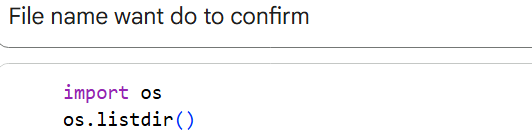 File name want do to confirm
import os
os.listdir()